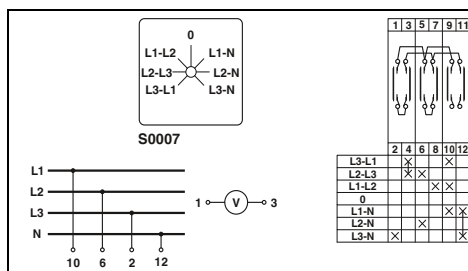 0
L1-L2 L1-N
L2-L3 L2-N
L3-L1 L3-N
S0007
L1
L2
L3
N
10 6 2 12
1 V 3
1 3 5 7 9 11
2 4 6 8 10 12
L3-L1
L2-L3
L1-L2
0
L1-N
L2-N
L3-N